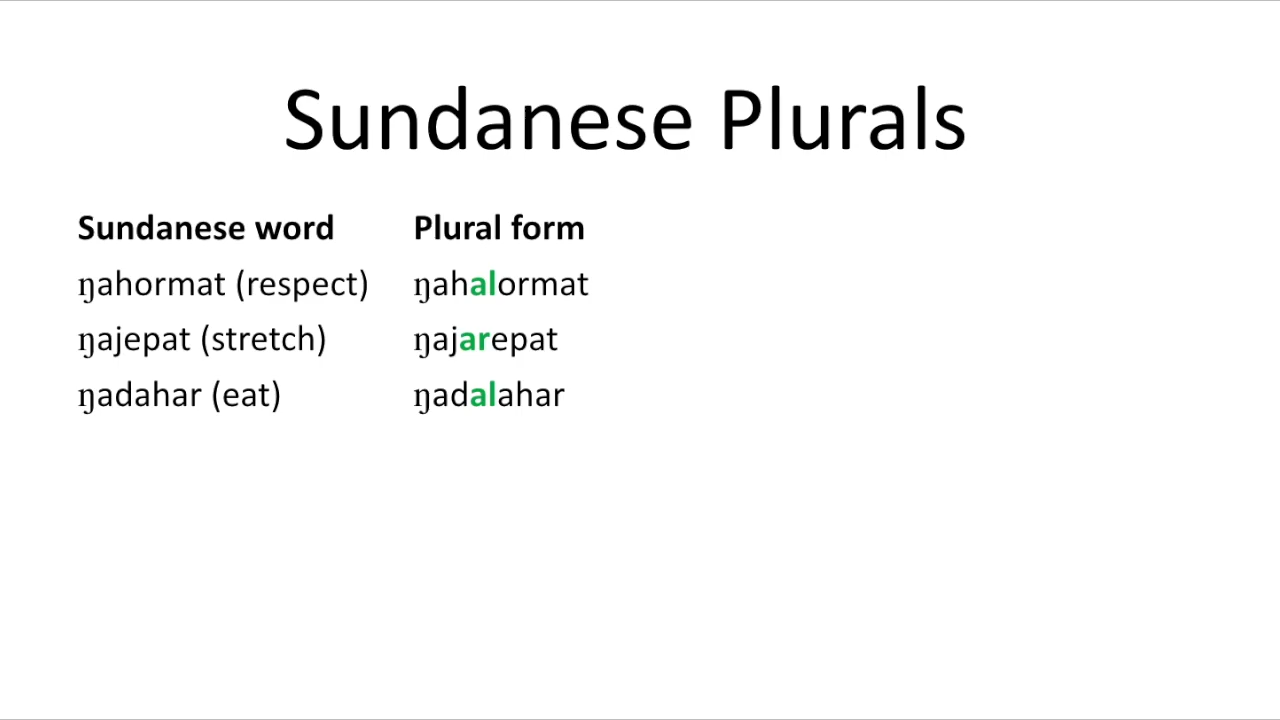 Sundanese Plurals
Sundanese word Plural form
ŋahormat (respect) ŋahalormat
ŋajepat (stretch) ŋajarepat
ŋadahar (eat) ŋadalahar